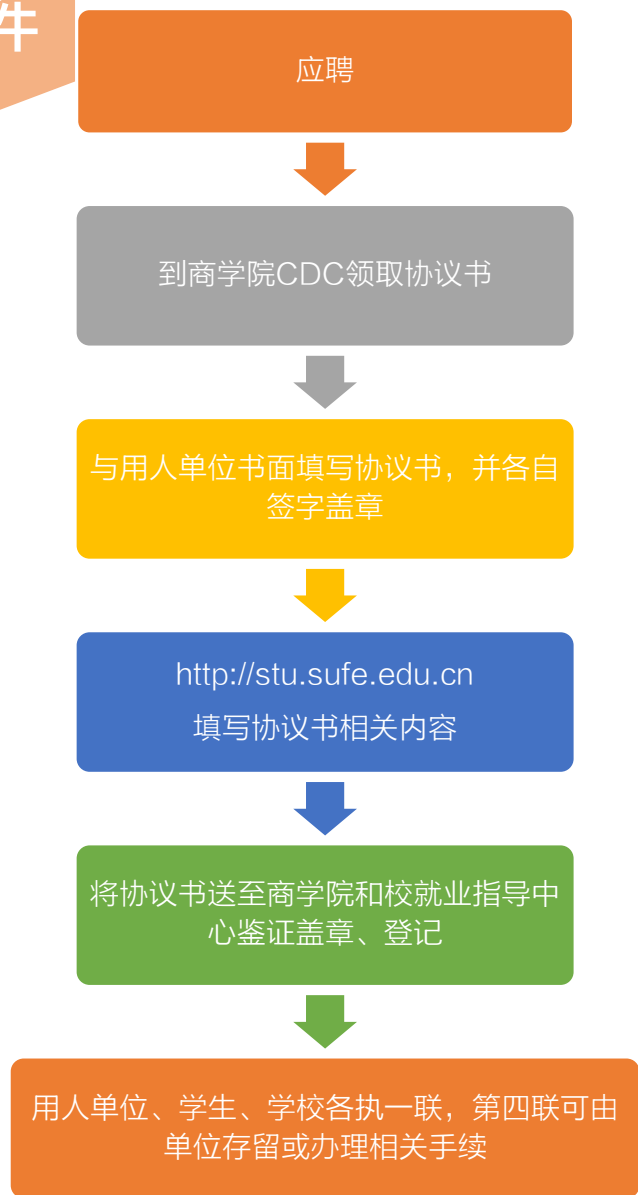 件
应聘
到商学院CDC领取协议书
与用人单位书面填写协议书，并各自
签字盖章
http://stu.sufe.edu.cn
填写协议书相关内容
将协议书送至商学院和校就业指导中
心鉴证盖章、登记
用人单位、学生、学校各执一联，第四联可由
单位存留或办理相关手续